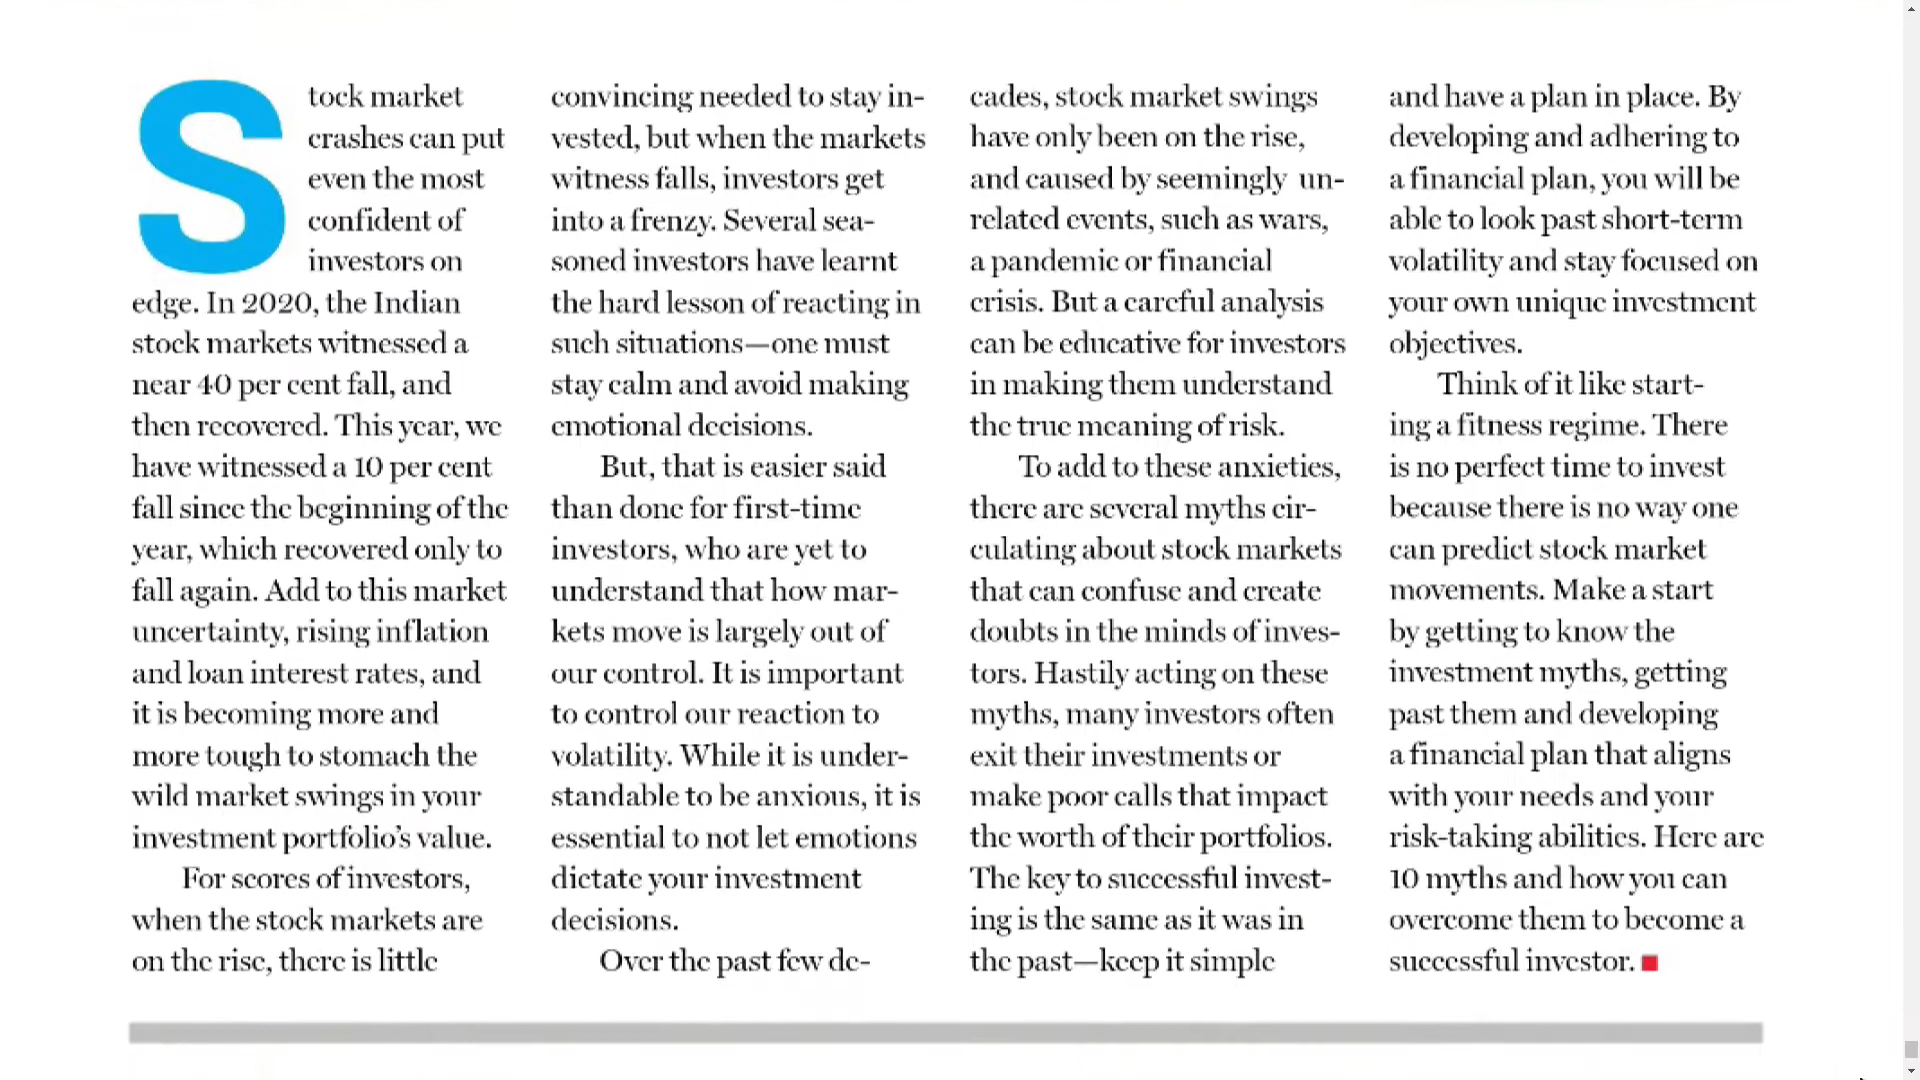 Stock market
crashes can put
even the most
confident of
investors on
edge. In 2020, the Indian
stock markets witnessed a
near 40 per cent fall, and
then recovered. This year, we
have witnessed a 10 per cent
fall since the beginning of the
year, which recovered only to
fall again. Add to this market
uncertainty, rising inflation
and loan interest rates, and
it is becoming more and
more tough to stomach the
wild market swings in your
investment portfolio’s value.
For scores of investors,
when the stock markets are
on the rise, there is little
convincing needed to stay in-
vested, but when the markets
witness falls, investors get
into a frenzy. Several sea-
soned investors have learnt
the hard lesson of reacting in
such situations—one must
stay calm and avoid making
emotional decisions.
But, that is easier said
than done for first-time
investors, who are yet to
understand that how mar-
kets move is largely out of
our control. It is important
to control our reaction to
volatility. While it is under-
standable to be anxious, it is
essential to not let emotions
dictate your investment
decisions.
Over the past few de-
cades, stock market swings
have only been on the rise,
and caused by seemingly un-
related events, such as wars,
a pandemic or financial
crisis. But a careful analysis
can be educative for investors
in making them understand
the true meaning of risk.
To add to these anxieties,
there are several myths cir-
culating about stock markets
that can confuse and create
doubts in the minds of inves-
tors. Hastily acting on these
myths, many investors often
exit their investments or
make poor calls that impact
the worth of their portfolios.
The key to successful invest-
ing is the same as it was in
the past—keep it simple
and have a plan in place. By
developing and adhering to
a financial plan, you will be
able to look past short-term
volatility and stay focused on
your own unique investment
objectives.
Think of it like start-
ing a fitness regime. There
is no perfect time to invest
because there is no way one
can predict stock market
movements. Make a start
by getting to know the
investment myths, getting
past them and developing
a financial plan that aligns
with your needs and your
risk-taking abilities. Here are
10 myths and how you can
overcome them to become a
successful investor.